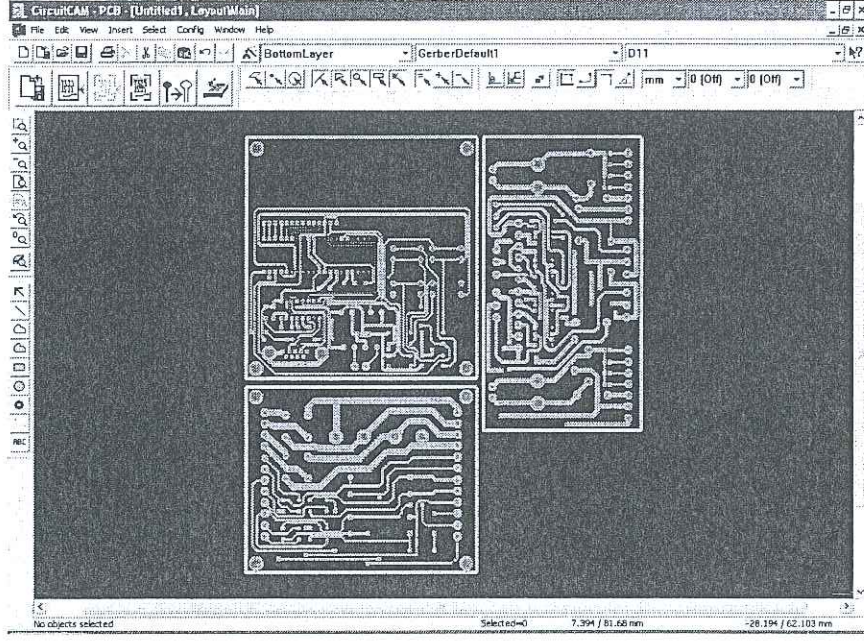 CircuitCAM - PCB - [Untitled1, LayoutMain]
File Edit View Insert Select Config Window Help
BottomLayer GerberDefault1 D11
mm 0 (Off) 0 (Off)
ABC
No objects selected Selected=0 7.394 / 81.68 mm -28.194 / 62.103 mm